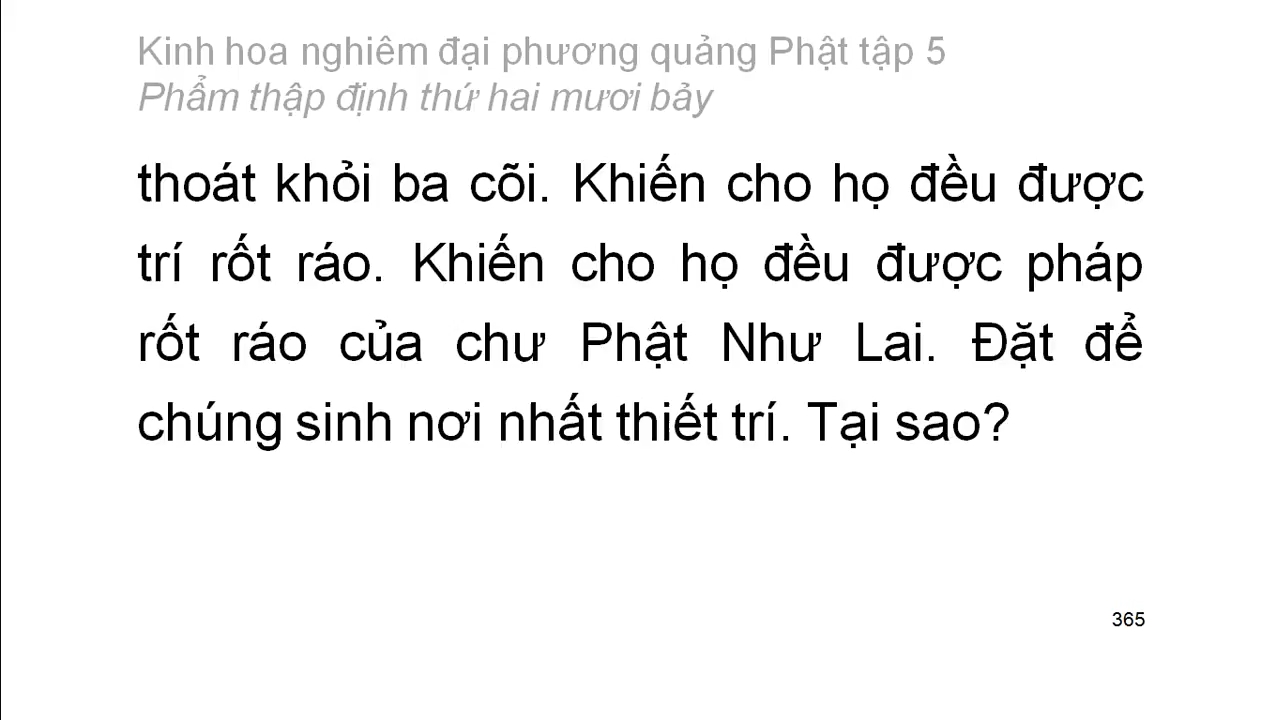 Kinh hoa nghiêm đại phương quảng Phật tập 5
Phẩm thập định thứ hai mươi bảy
thoát khỏi ba cõi. Khiến cho họ đều được
trí rốt ráo. Khiến cho họ đều được pháp
rốt ráo của chư Phật Như Lai. Đặt để
chúng sinh nơi nhất thiết trí. Tại sao?
365